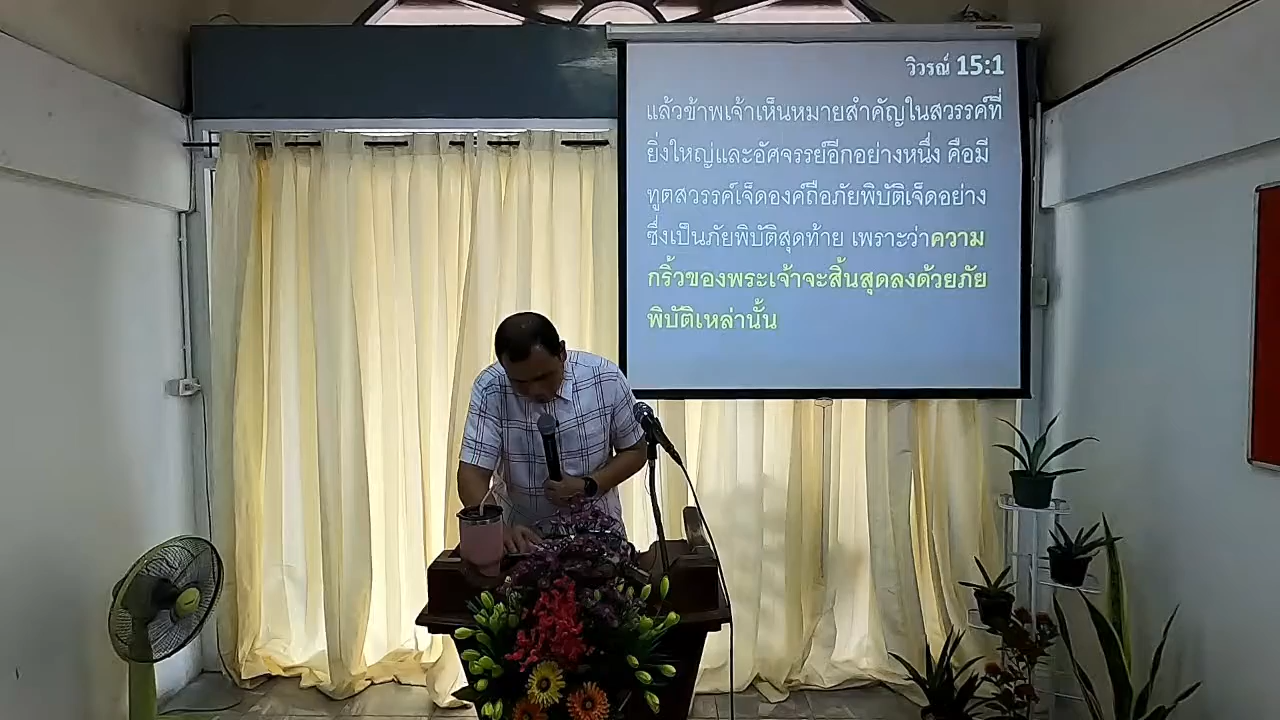 วิวรณ์ 15:1
แล้วข้าพเจ้าเห็นหมายสำคัญในสวรรค์ที่
ยิ่งใหญ่และอัศจรรย์อีกอย่างหนึ่ง คือมี
ทูตสวรรค์เจ็ดองค์ถือภัยพิบัติเจ็ดอย่าง
ซึ่งเป็นภัยพิบัติสุดท้าย เพราะว่าความ
กริ้วของพระเจ้าจะสิ้นสุดลงด้วยภัย
พิบัติเหล่านั้น